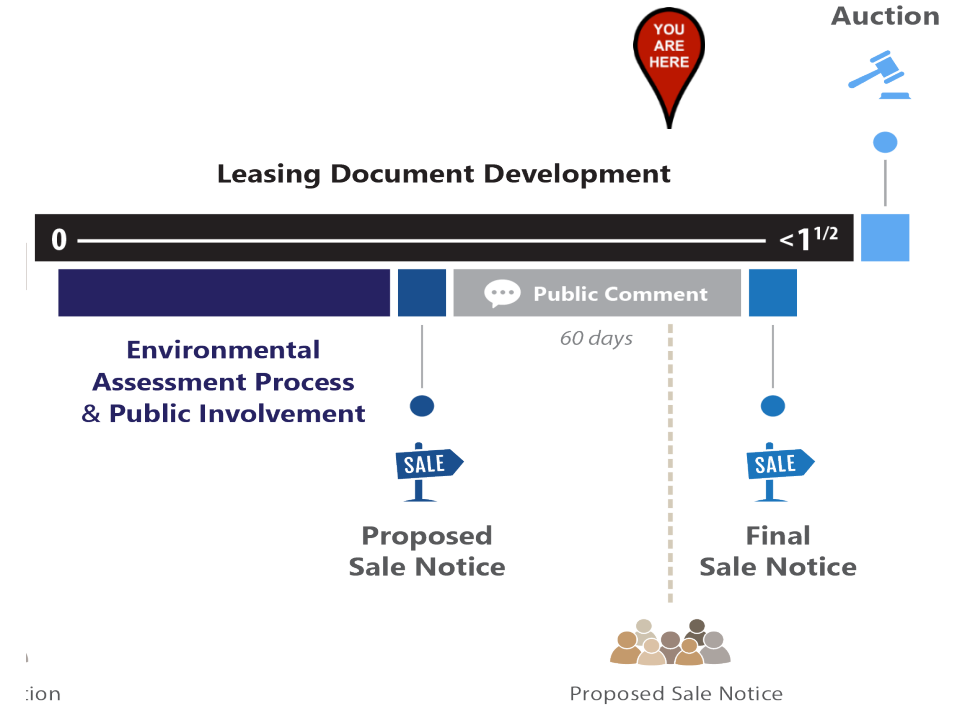 Auction
YOU
ARE
HERE
Leasing Document Development
0
<1 1/2
Public Comment
60 days
Environmental
Assessment Process
& Public Involvement
SALE
SALE
Proposed
Sale Notice
Final
Sale Notice
tion
Proposed Sale Notice